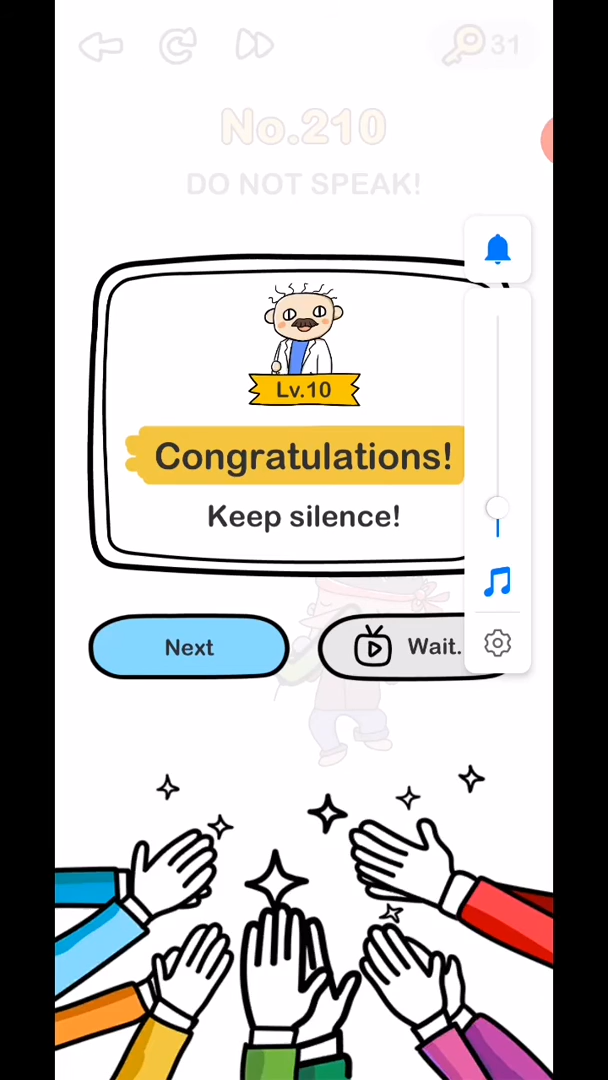 31
No.210
DO NOT SPEAK!
Lv.10
Congratulations!
Keep silence!
Next
Wait.